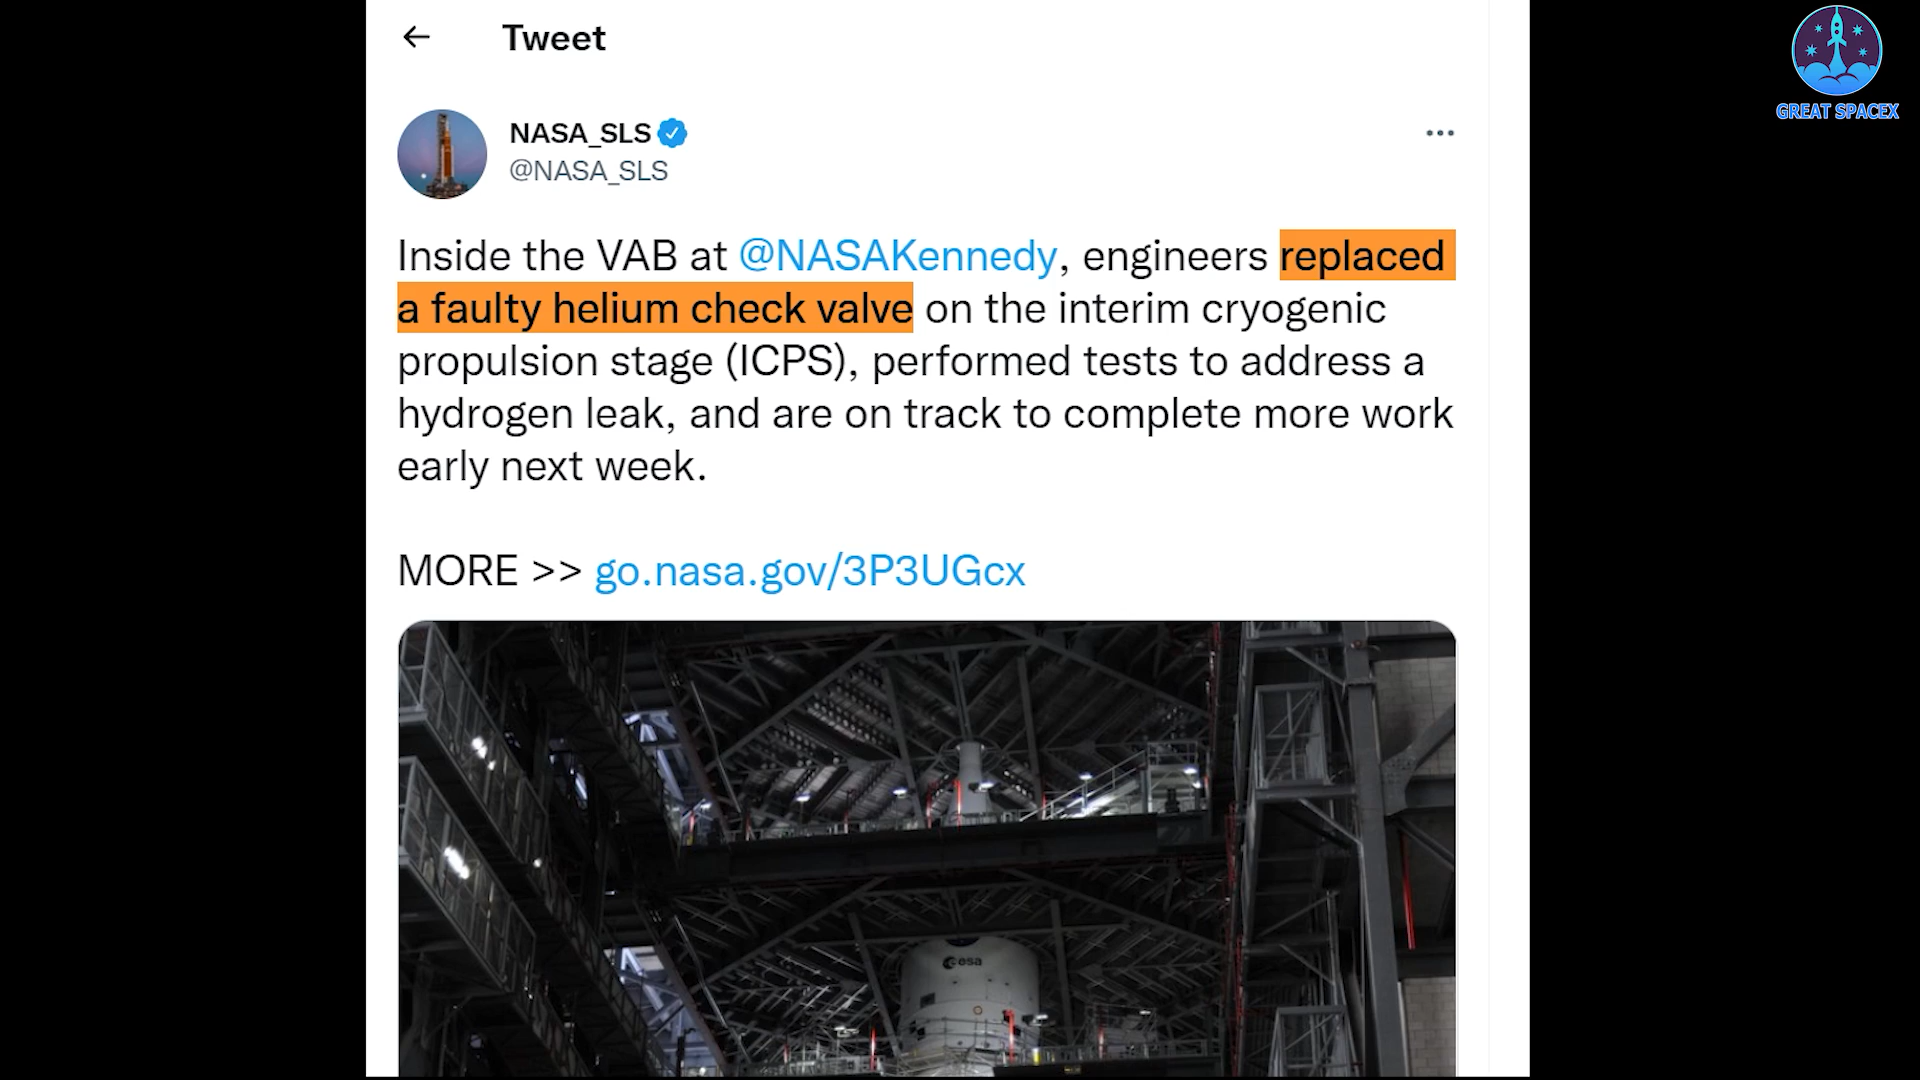 Tweet
GREAT SPACEX
NASA_SLS
@NASA_SLS
Inside the VAB at @NASAKennedy, engineers replaced
a faulty helium check valve on the interim cryogenic
propulsion stage (ICPS), performed tests to address a
hydrogen leak, and are on track to complete more work
early next week.
MORE >> go.nasa.gov/3P3UGcx
esa